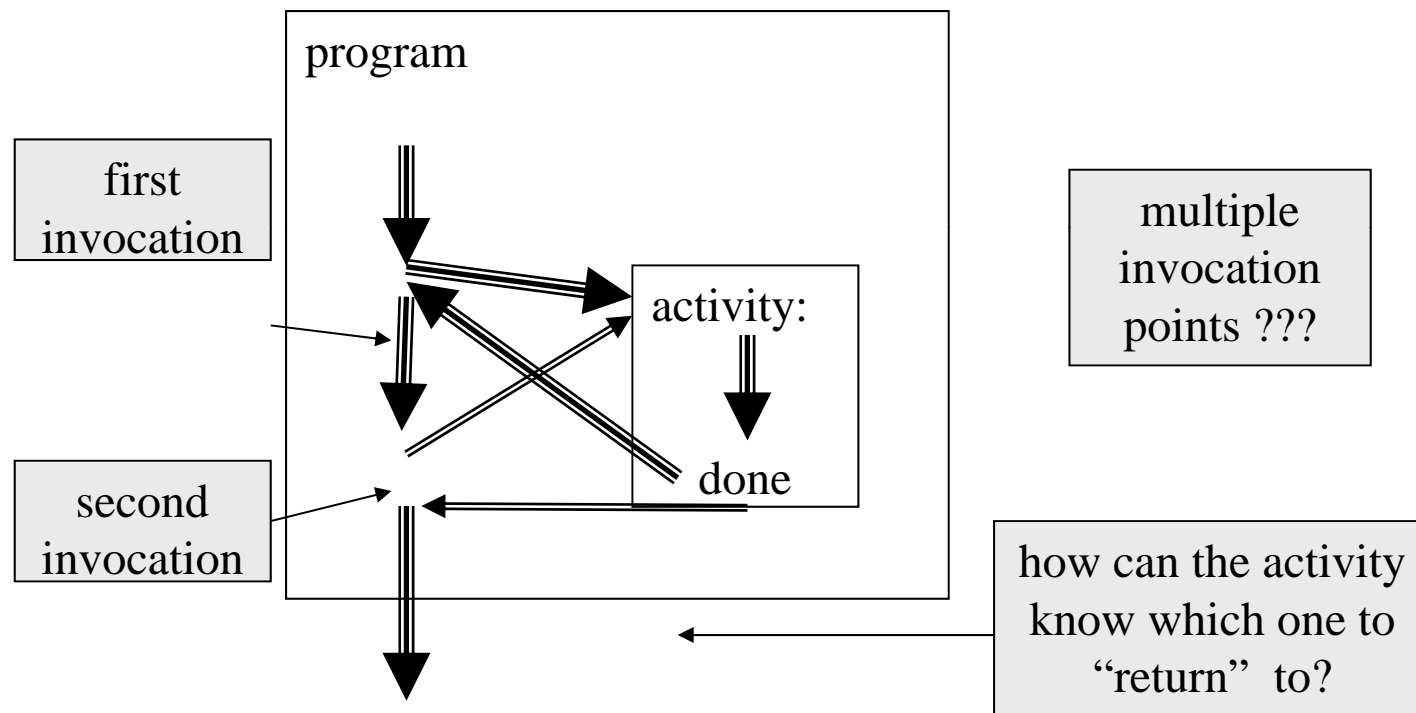 program
first
invocation
multiple
invocation
points ???
activity:
done
second
invocation
how can the activity
know which one to
“return” to?